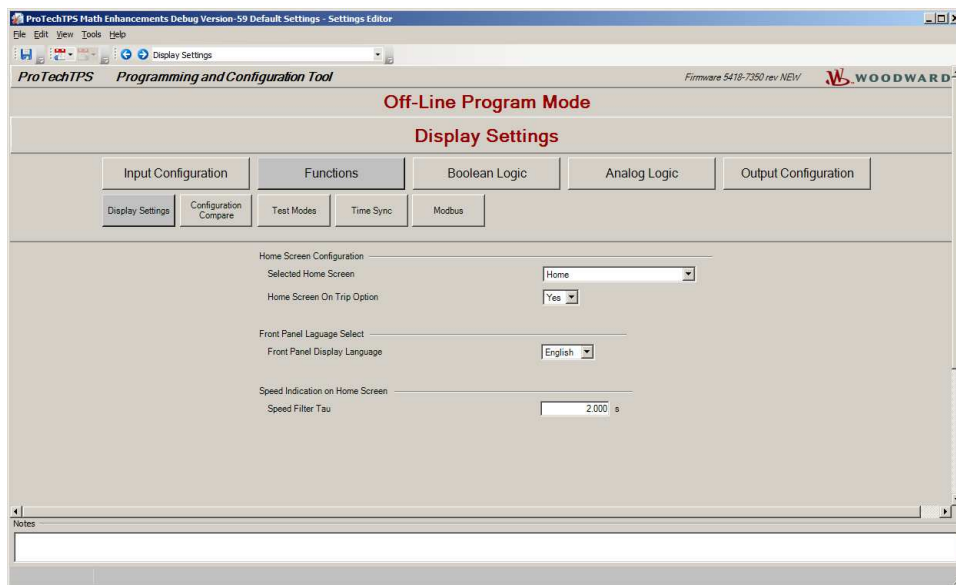 ProTechTPS Math Enhancements Debug Version-59 Default Settings - Settings Editor
File Edit View Tools Help
Display Settings
ProTechTPS Programming and Configuration Tool Firmware 5418-7350 rev NEW WOODWARD
Off-Line Program Mode
Display Settings
Input Configuration Functions Boolean Logic Analog Logic Output Configuration
Display Settings Configuration Compare Test Modes Time Sync Modbus
Home Screen Configuration
Selected Home Screen Home
Home Screen On Trip Option Yes
Front Panel Laguage Select
Front Panel Display Language English
Speed Indication on Home Screen
Speed Filter Tau 2.000 s
Notes